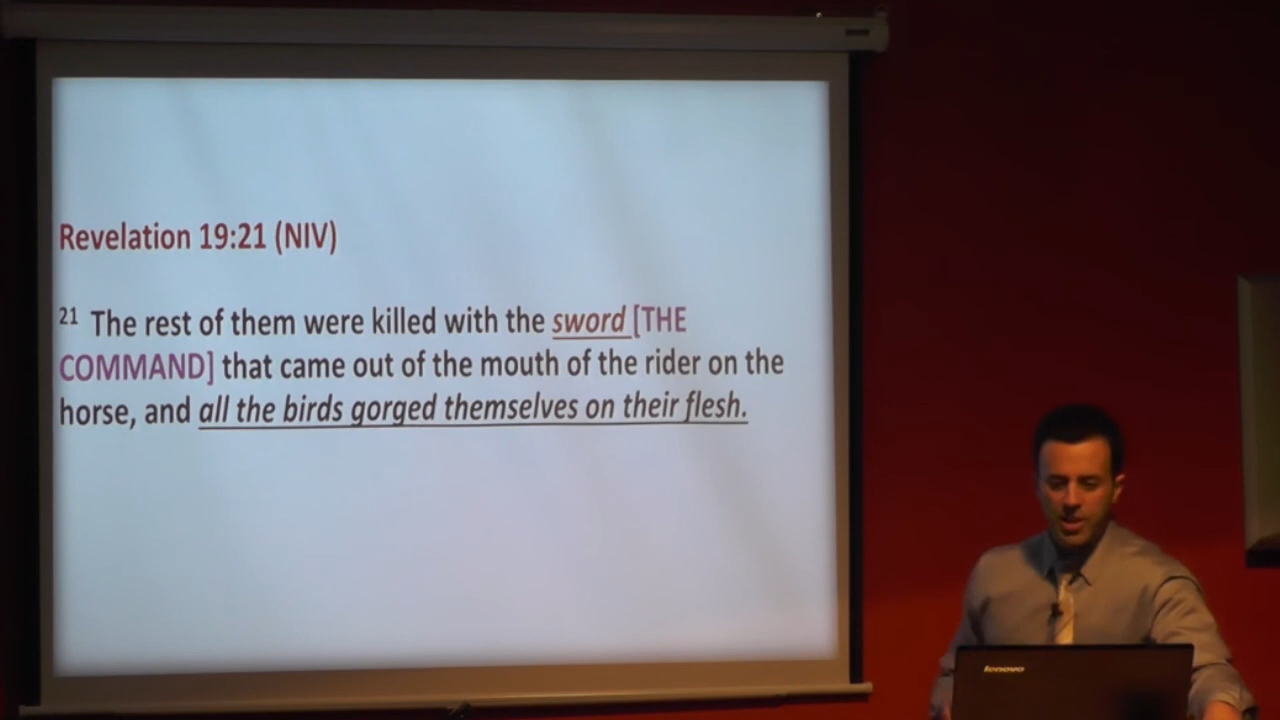 Revelation 19:21 (NIV)
21 The rest of them were killed with the sword [THE
COMMAND] that came out of the mouth of the rider on the
horse, and all the birds gorged themselves on their flesh.
lenovo